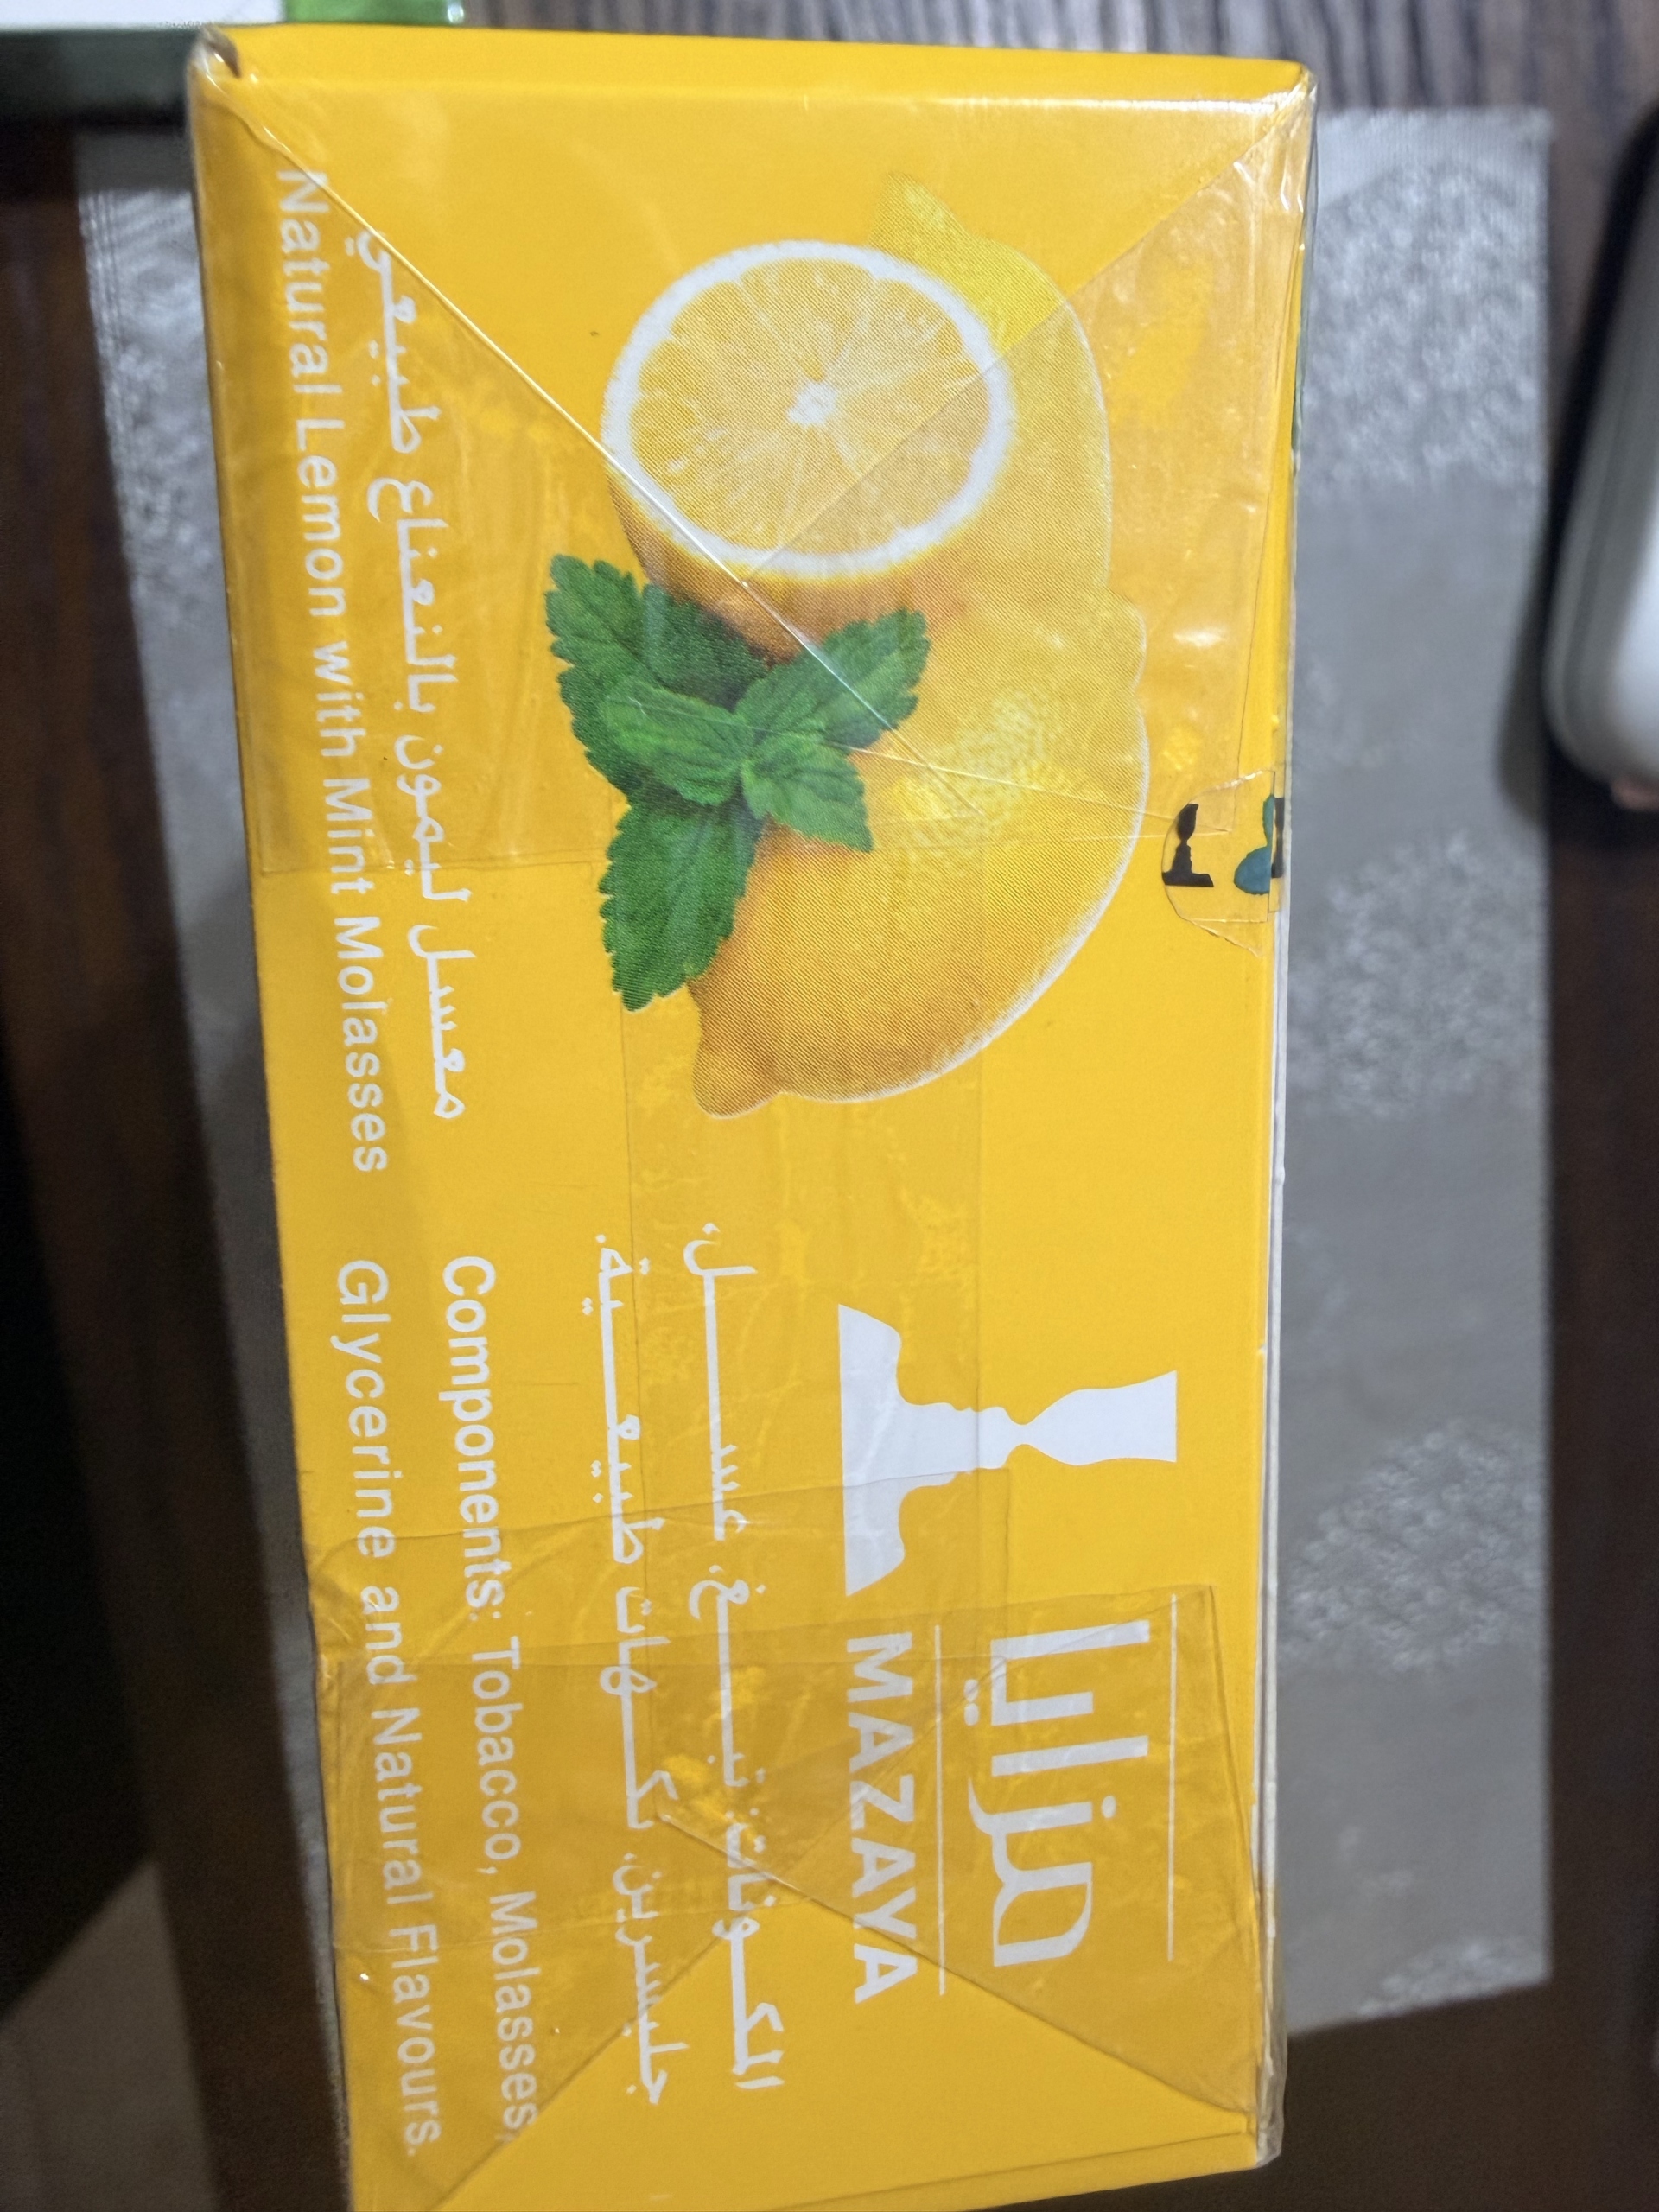 مزايا
MAZAYA
المكونات: تبغ، عسل،
جليسرين، نكهات طبيعية.
Components: Tobacco, Molasses,
Glycerine and Natural Flavours.
معسل ليمون بالنعناع طبيعي
Natural Lemon with Mint Molasses